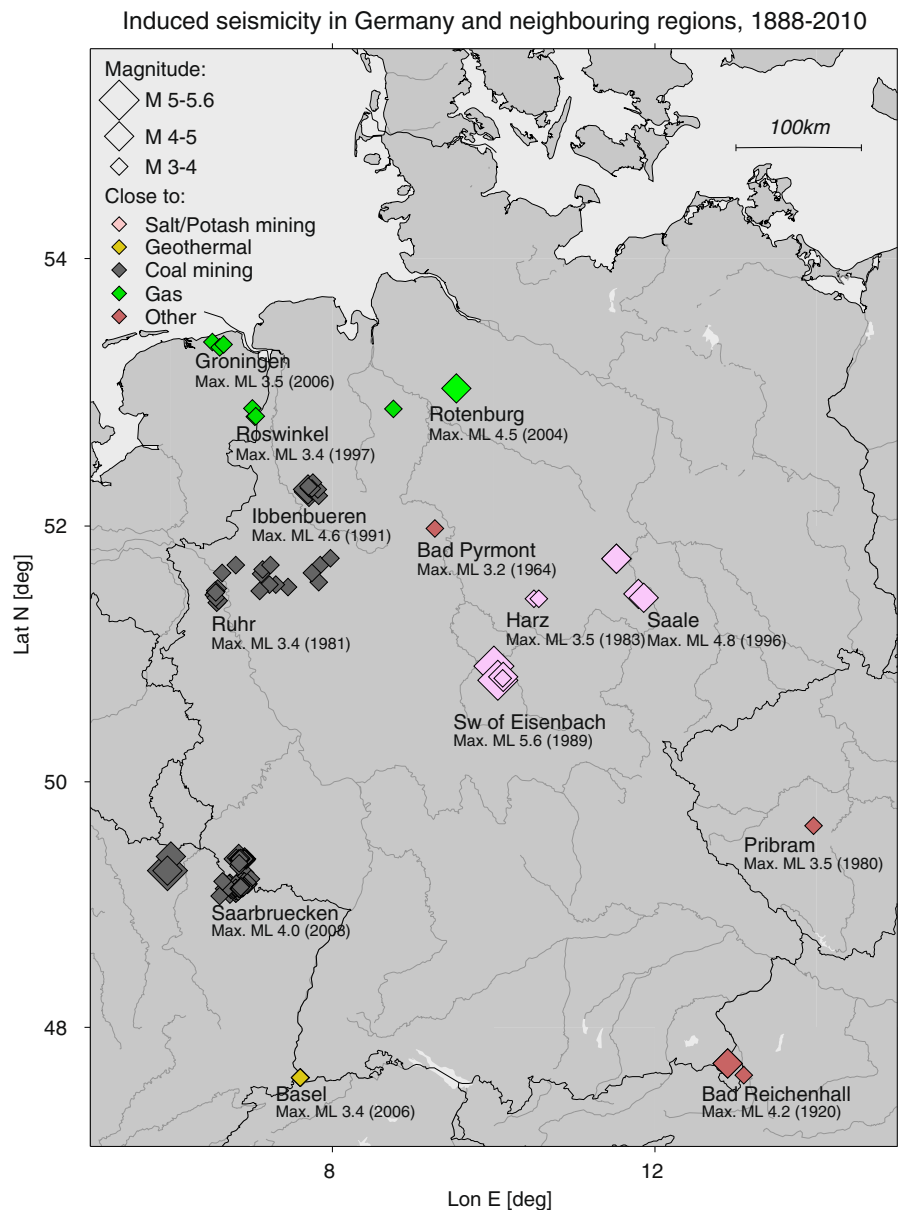 Induced seismicity in Germany and neighbouring regions, 1888-2010
Magnitude:
M 5-5.6
M 4-5
M 3-4
Close to:
Salt/Potash mining
Geothermal
Coal mining
Gas
Other
100km
54
52
50
48
Lat N [deg]
Groningen
Max. ML 3.5 (2006)
Rotenburg
Max. ML 4.5 (2004)
Roswinkel
Max. ML 3.4 (1997)
Ibbenbueren
Max. ML 4.6 (1991)
Bad Pyrmont
Max. ML 3.2 (1964)
Ruhr
Max. ML 3.4 (1981)
Harz
Max. ML 3.5 (1983)
Saale
Max. ML 4.8 (1996)
Sw of Eisenbach
Max. ML 5.6 (1989)
Pribram
Max. ML 3.5 (1980)
Saarbruecken
Max. ML 4.0 (2008)
Basel
Max. ML 3.4 (2006)
Bad Reichenhall
Max. ML 4.2 (1920)
8
12
Lon E [deg]